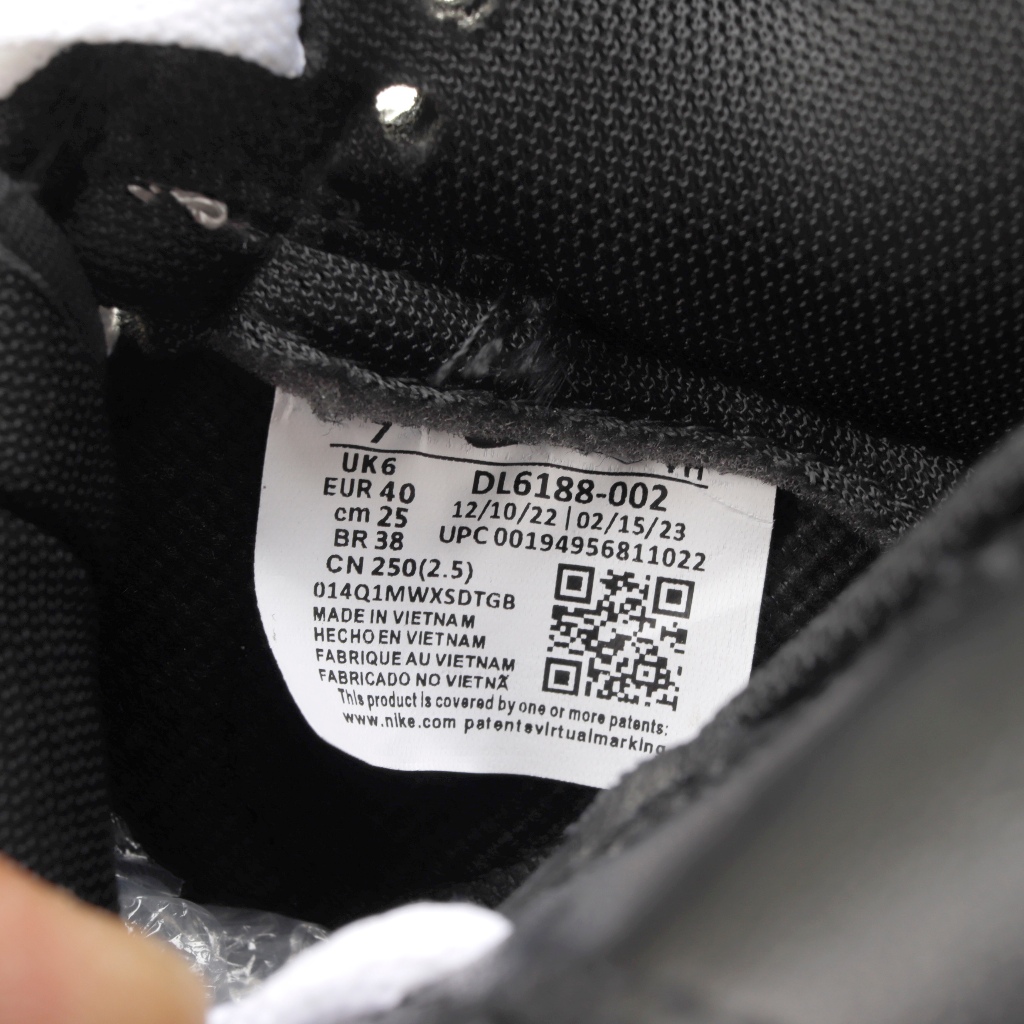 7
UK6
EUR 40
cm 25
BR 38
CN 250(2.5)
DL6188-002
12/10/22 | 02/15/23
UPC 00194956811022
014Q1MWXSDTGB
MADE IN VIETNAM
HECHO EN VIETNAM
FABRIQUE AU VIETNAM
FABRICADO NO VIETNÃ
This product is covered by one or more patents:
www.nike.com patentsvirtualmarking